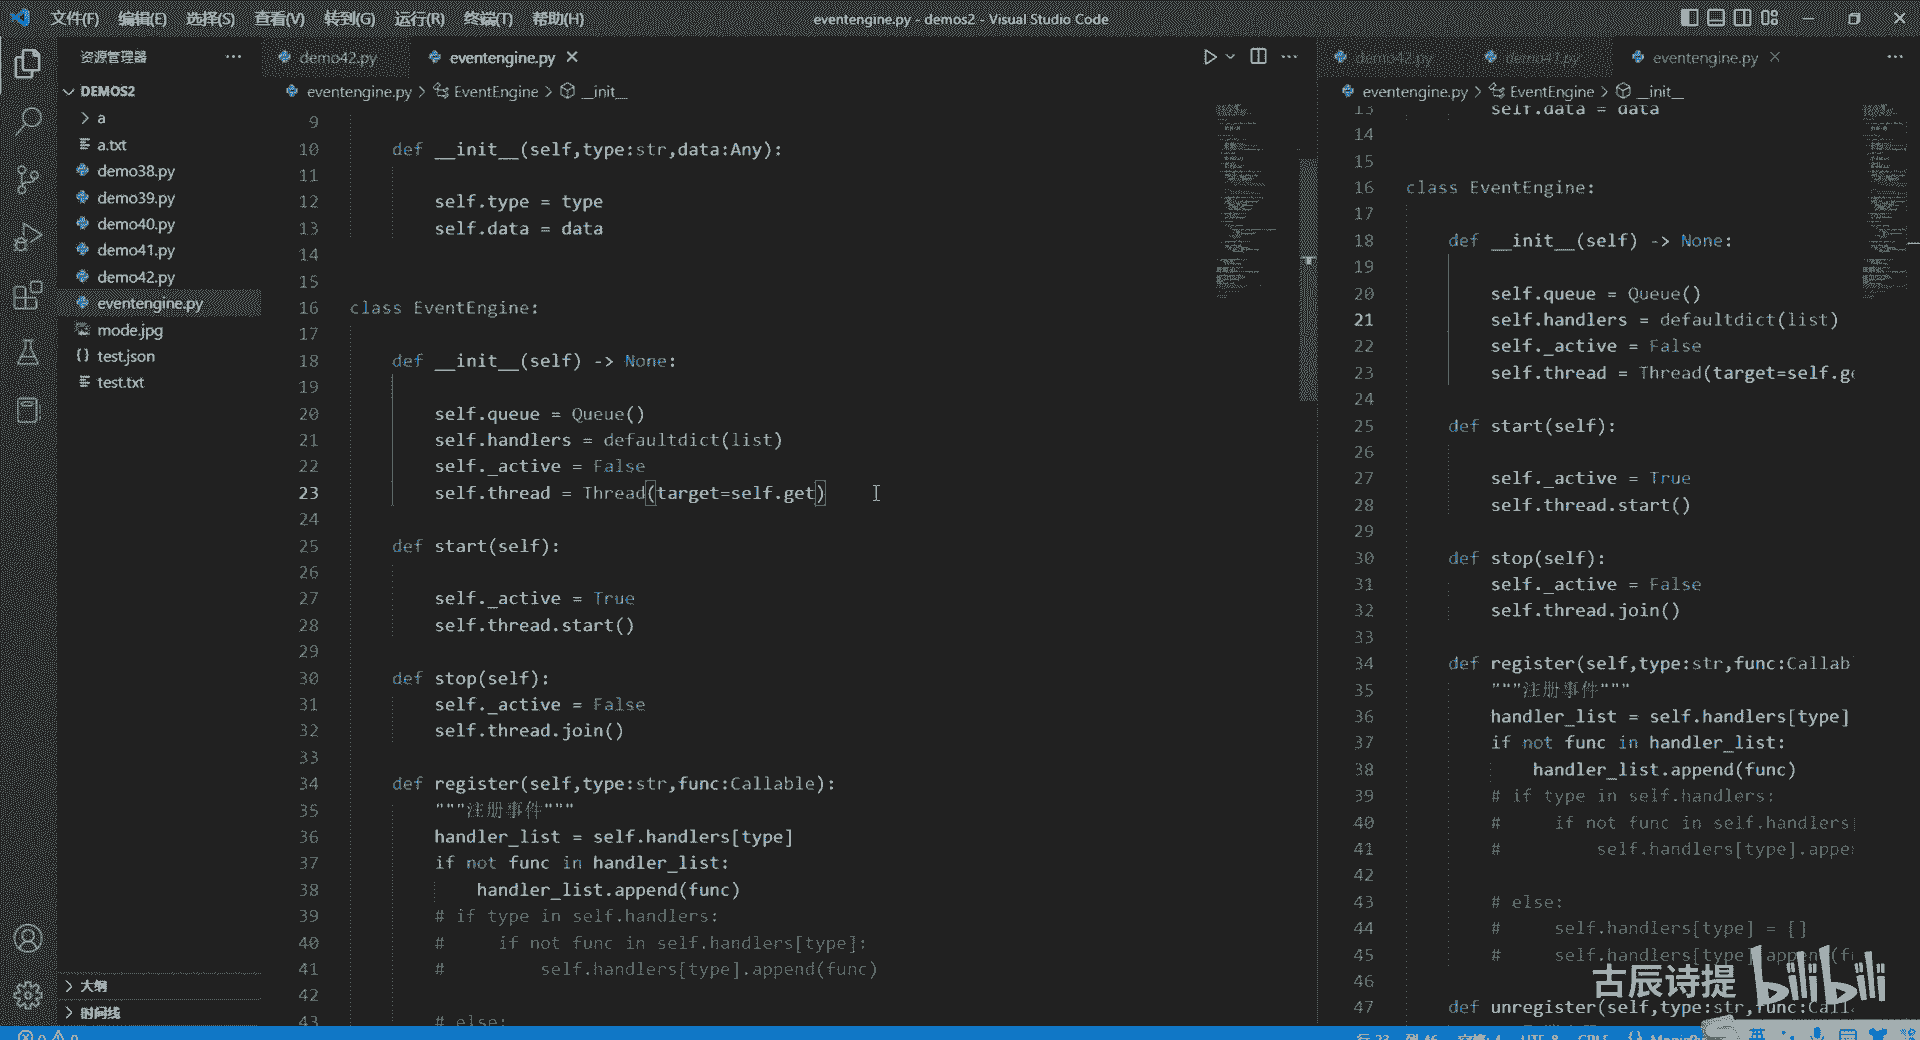 文件(F) 编辑(E) 选择(S) 查看(V) 转到(G) 运行(R) 终端(T) 帮助(H)
eventengine.py - demos2 - Visual Studio Code
资源管理器
DEMOS2
a
a.txt
demo38.py
demo39.py
demo40.py
demo41.py
demo42.py
eventengine.py
mode.jpg
test.json
test.txt
大纲
时间线
demo42.py
eventengine.py
eventengine.py > EventEngine > __init__
9
10 def __init__(self,type:str,data:Any):
11
12 self.type = type
13 self.data = data
14
15
16 class EventEngine:
17
18 def __init__(self) -> None:
19
20 self.queue = Queue()
21 self.handlers = defaultdict(list)
22 self._active = False
23 self.thread = Thread(target=self.get)
24
25 def start(self):
26
27 self._active = True
28 self.thread.start()
29
30 def stop(self):
31 self._active = False
32 self.thread.join()
33
34 def register(self,type:str,func:Callable):
35 """注册事件"""
36 handler_list = self.handlers[type]
37 if not func in handler_list:
38 handler_list.append(func)
39 # if type in self.handlers:
40 # if not func in self.handlers[type]:
41 # self.handlers[type].append(func)
42
43 # else:
demo42.py demo41.py eventengine.py
eventengine.py > EventEngine > __init__
13 self.data = data
14
15
16 class EventEngine:
17
18 def __init__(self) -> None:
19
20 self.queue = Queue()
21 self.handlers = defaultdict(list)
22 self._active = False
23 self.thread = Thread(target=self.ge
24
25 def start(self):
26
27 self._active = True
28 self.thread.start()
29
30 def stop(self):
31 self._active = False
32 self.thread.join()
33
34 def register(self,type:str,func:Callab
35 """注册事件"""
36 handler_list = self.handlers[type]
37 if not func in handler_list:
38 handler_list.append(func)
39 # if type in self.handlers:
40 # if not func in self.handlers
41 # self.handlers[type].appe
42
43 # else:
44 # self.handlers[type] = []
45 # self.handlers[type].append(f
46
47 def unregister(self,type:str,func:Call
古辰诗提
bilibili